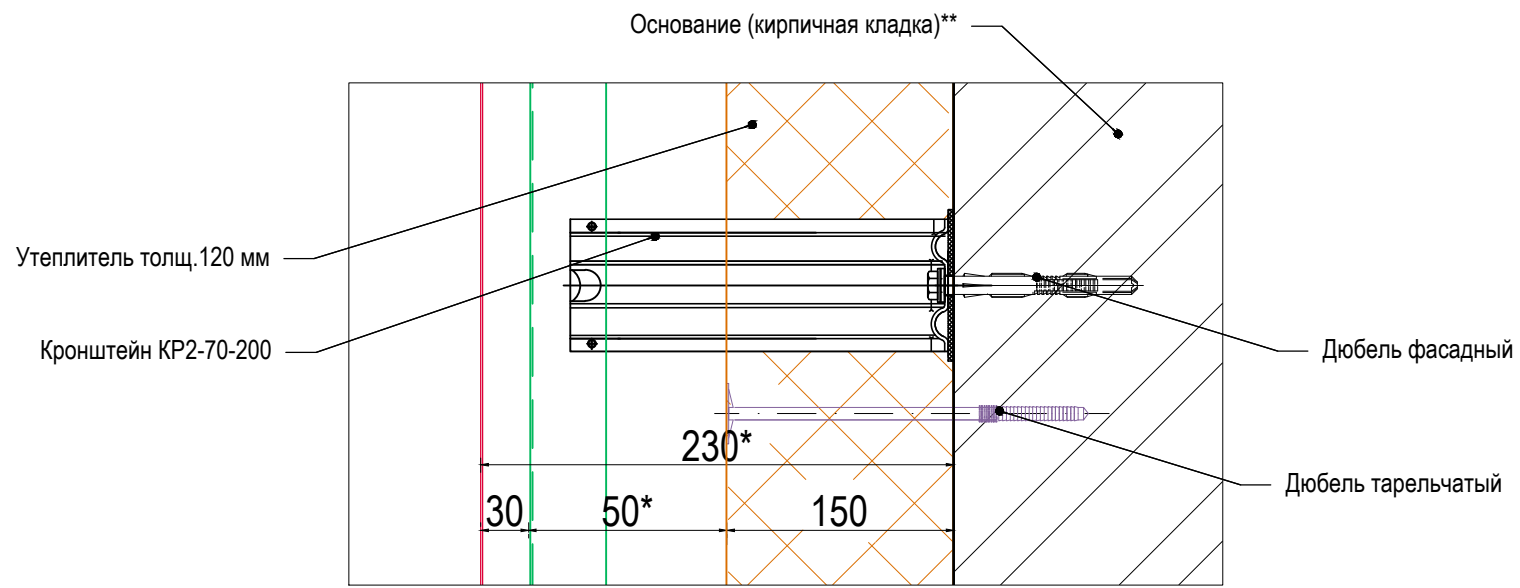 Основание (кирпичная кладка)**
Утеплитель толщ.120 мм
Кронштейн КР2-70-200
Дюбель фасадный
230*
Дюбель тарельчатый
30
50*
150